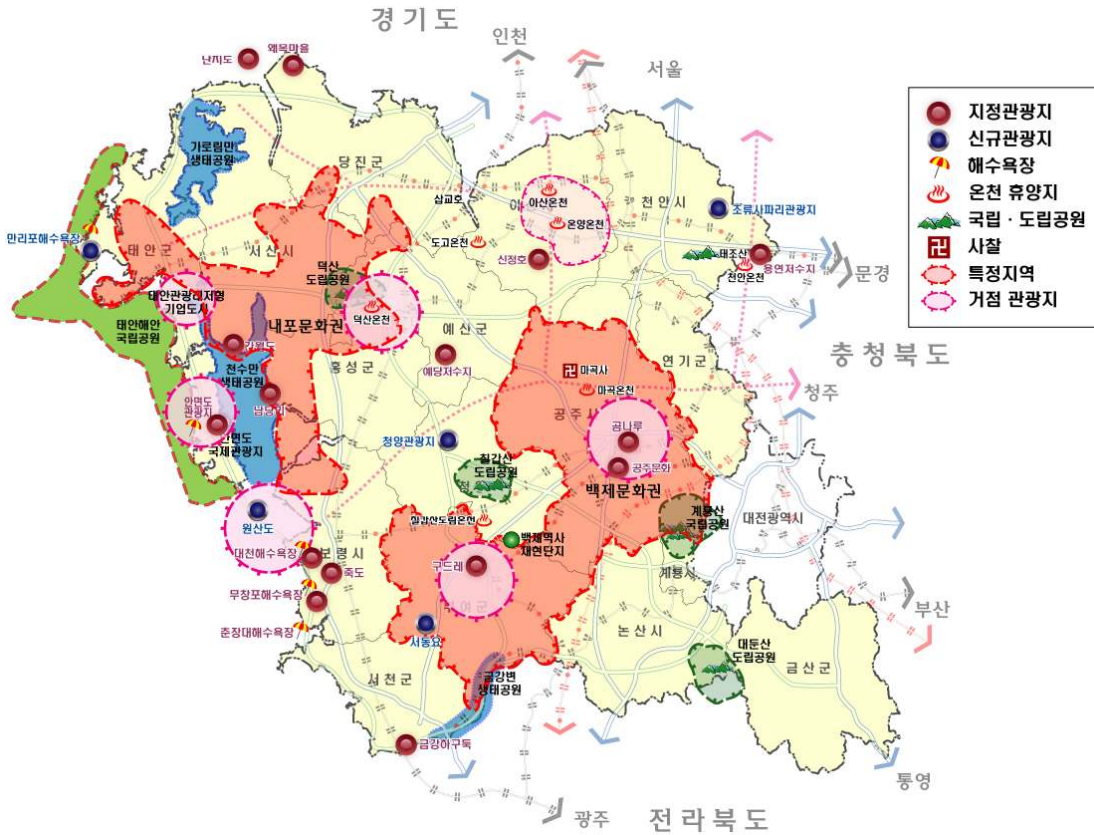 경기도
왜목마을
난지도
인천
서울
지정관광지
신규관광지
해수욕장
온천 휴양지
국립·도립공원
사찰
특정지역
거점 관광지
가로림만
생태공원
당진군
삽교호
아산온천
온양온천
천안시
조류사파리관광지
만리포해수욕장
태안군
서산시
도고온천
신정호
태조산
용연저수지
천안온천
문경
덕산
도립공원
태안관광레저형
기업도시
덕산온천
태안해안
국립공원
내포문화권
예산군
연기군
충청북도
간월도
천수만
생태공원
홍성군
예당저수지
마곡사
마곡온천
청주
안면도
관광지
남당리
공주시
곰나루
안면도
국제관광지
청양관광지
칠갑산
도립공원
공주문화
백제문화권
원산도
칠갑산도립온천
백제역사
재현단지
계룡산
국립공원
대전광역시
대천해수욕장
보령시
죽도
구드레
계룡시
무창포해수욕장
부여군
부산
춘장대해수욕장
서동요
논산시
대둔산
도립공원
금산군
서천군
금강변
생태공원
금강하구둑
통영
광주
전라북도